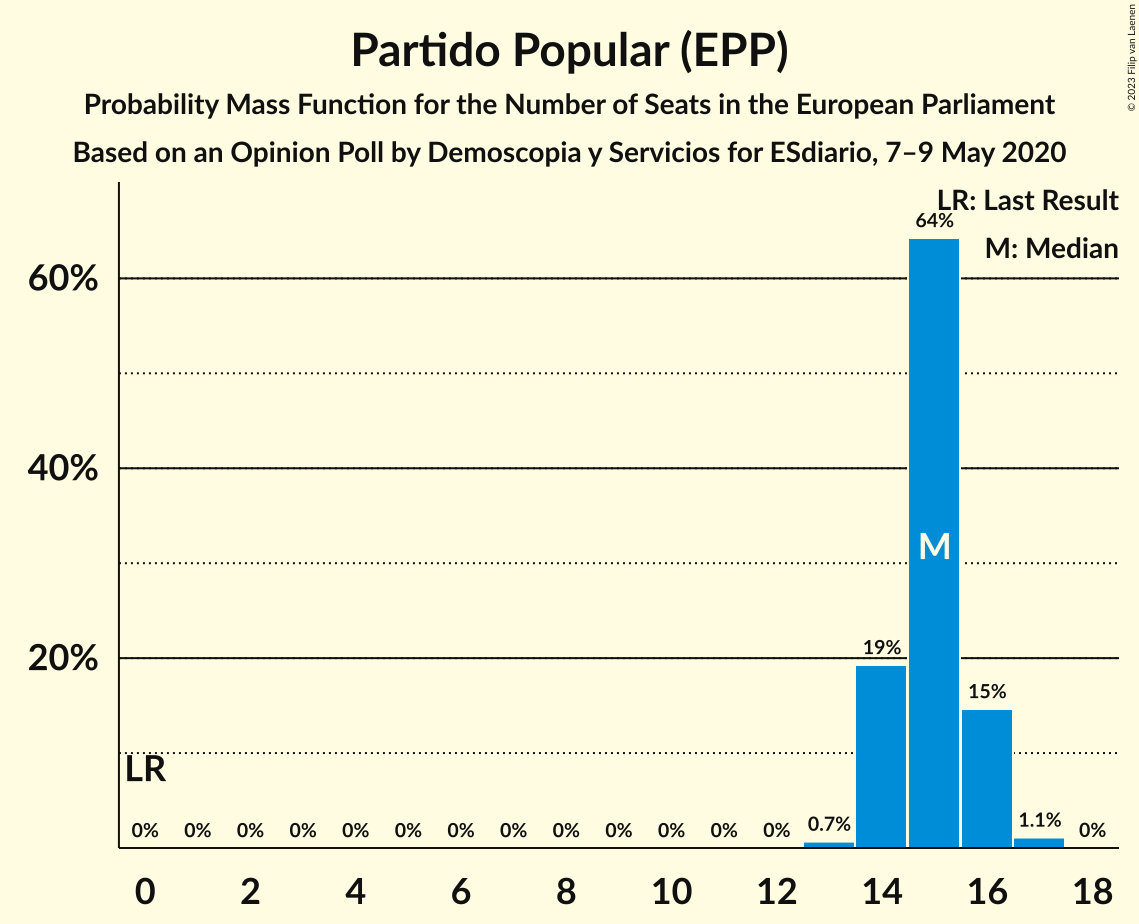 Partido Popular (EPP)
Probability Mass Function for the Number of Seats in the European Parliament
Based on an Opinion Poll by Demoscopia y Servicios for ESdiario, 7–9 May 2020
© 2023 Filip van Laenen
LR: Last Result
M: Median
64%
60%
40%
M
20%
19%
15%
LR
0% 0% 0% 0% 0% 0% 0% 0% 0% 0% 0% 0% 0% 0.7% 1.1% 0%
0 2 4 6 8 10 12 14 16 18